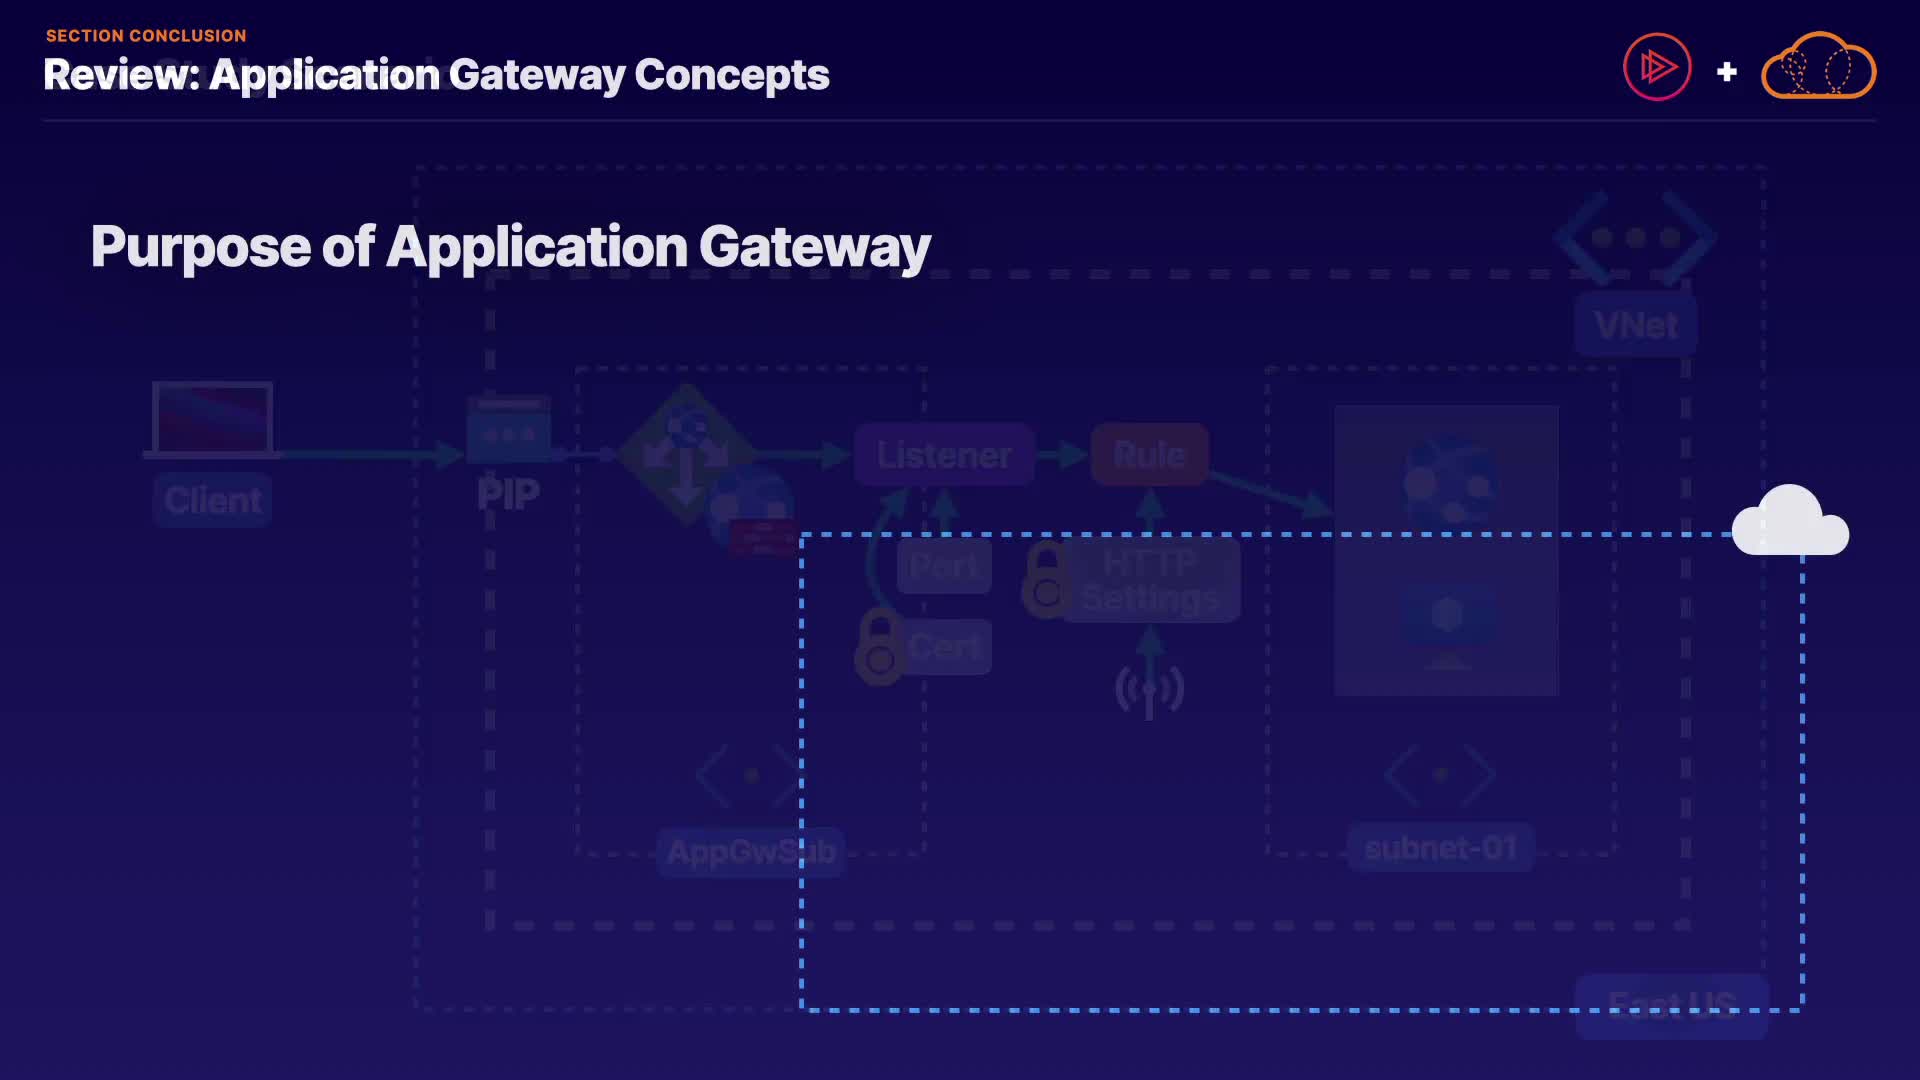 SECTION CONCLUSION
Review: Application Gateway Concepts
Purpose of Application Gateway
VNet
Client
PIP
Listener
Rule
Port
HTTP
Settings
Cert
AppGwSub
subnet-01
East US